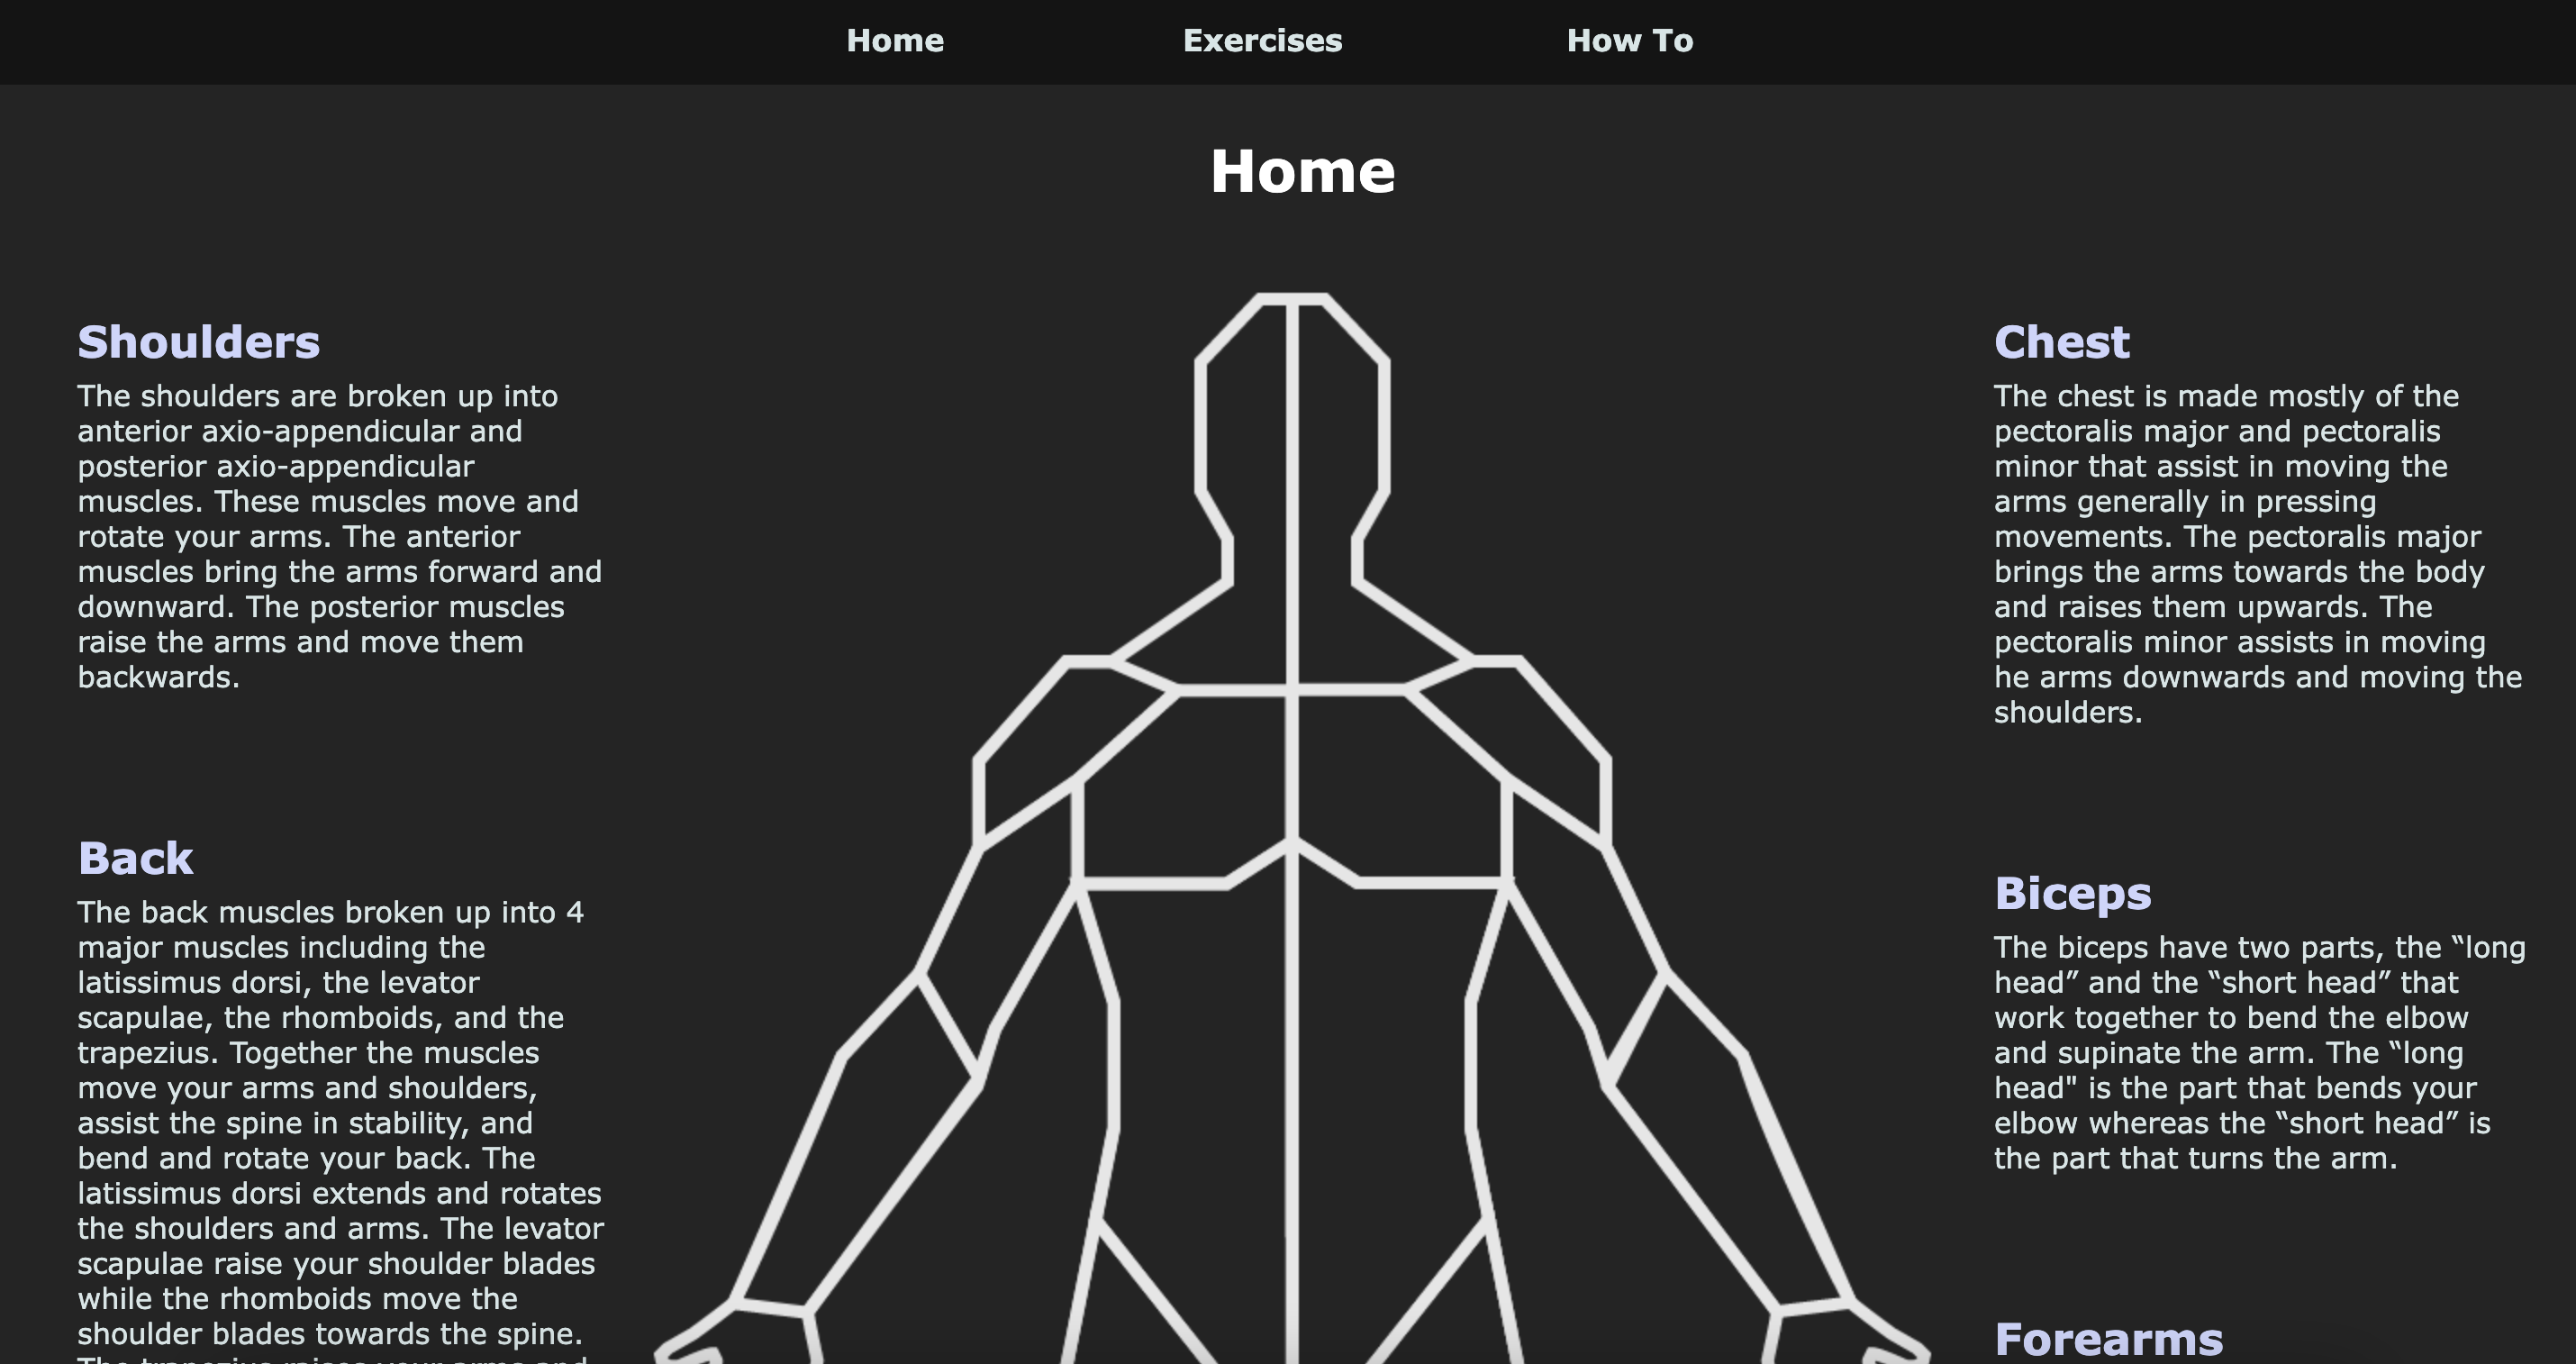 Home
Exercises
How To
Home
Shoulders
The shoulders are broken up into
anterior axio-appendicular and
posterior axio-appendicular
muscles. These muscles move and
rotate your arms. The anterior
muscles bring the arms forward and
downward. The posterior muscles
raise the arms and move them
backwards.
Back
The back muscles broken up into 4
major muscles including the
latissimus dorsi, the levator
scapulae, the rhomboids, and the
trapezius. Together the muscles
move your arms and shoulders,
assist the spine in stability, and
bend and rotate your back. The
latissimus dorsi extends and rotates
the shoulders and arms. The levator
scapulae raise your shoulder blades
while the rhomboids move the
shoulder blades towards the spine.
The trapezius raises your arms and
Chest
The chest is made mostly of the
pectoralis major and pectoralis
minor that assist in moving the
arms generally in pressing
movements. The pectoralis major
brings the arms towards the body
and raises them upwards. The
pectoralis minor assists in moving
he arms downwards and moving the
shoulders.
Biceps
The biceps have two parts, the “long
head” and the “short head” that
work together to bend the elbow
and supinate the arm. The “long
head" is the part that bends your
elbow whereas the “short head” is
the part that turns the arm.
Forearms